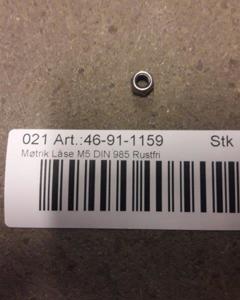 021 Art.:46-91-1159 Stk
Møtrik Låse M5 DIN 985 Rustfri